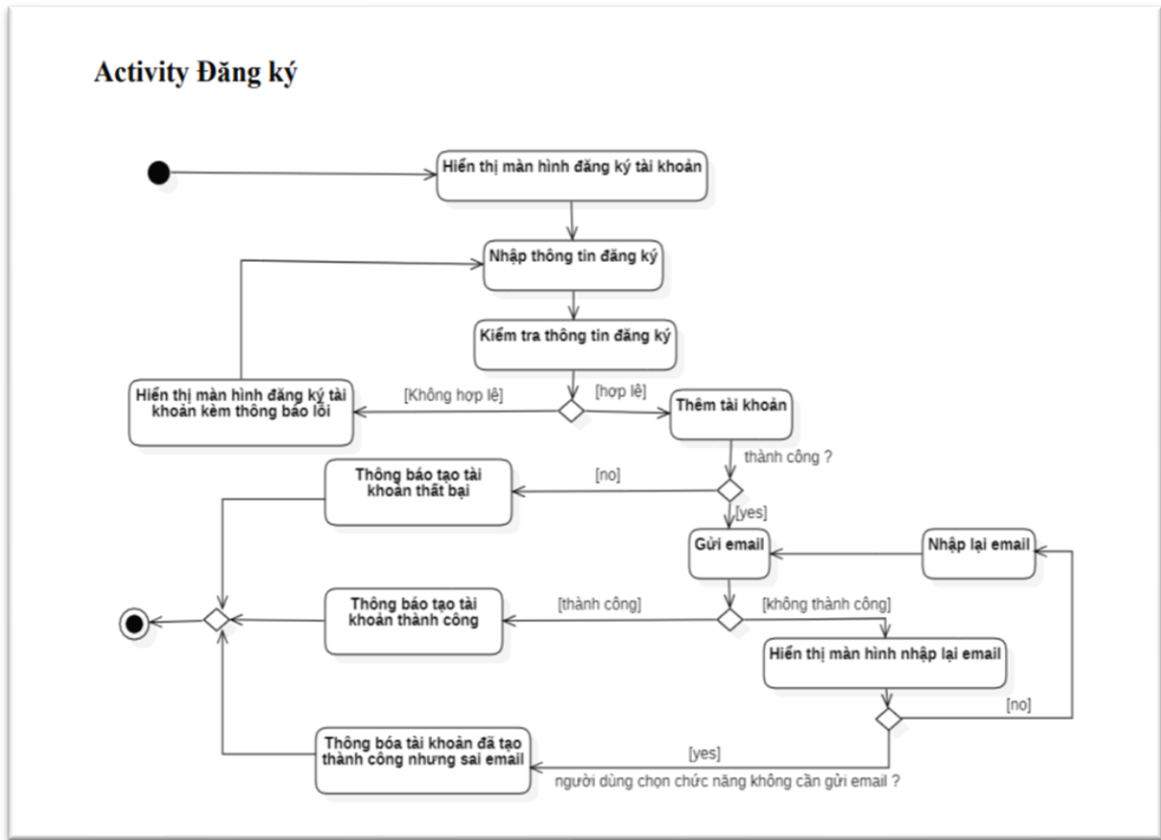 Activity Đăng ký
Hiển thị màn hình đăng ký tài khoản
Nhập thông tin đăng ký
Kiểm tra thông tin đăng ký
[Không hợp lệ]
[hợp lệ]
Hiển thị màn hình đăng ký tài
khoản kèm thông báo lỗi
Thêm tài khoản
thành công ?
Thông báo tạo tài
khoản thất bại
[no]
[yes]
Gửi email
Nhập lại email
Thông báo tạo tài
khoản thành công
[thành công]
[không thành công]
Hiển thị màn hình nhập lại email
[no]
Thông bóa tài khoản đã tạo
thành công nhưng sai email
[yes]
người dùng chọn chức năng không cần gửi email ?